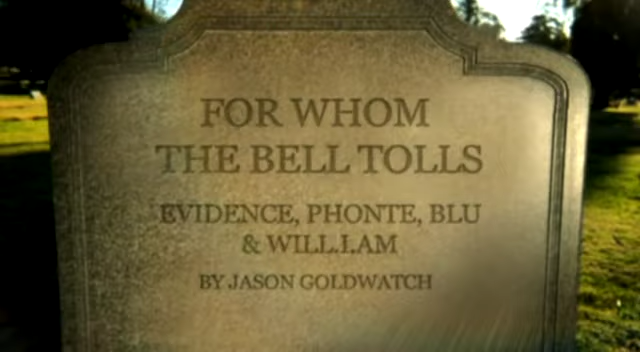 FOR WHOM
THE BELL TOLLS
EVIDENCE, PHONTE, BLU
& WILL.I.AM
BY JASON GOLDWATCH